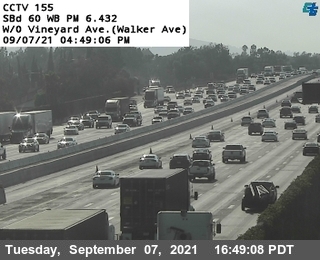 CCTV 155
SBd 60 WB PM 6.432
W/O Vineyard Ave.(Walker Ave)
09/07/21 04:49:06 PM
Tuesday, September 07, 2021 16:49:08 PDT